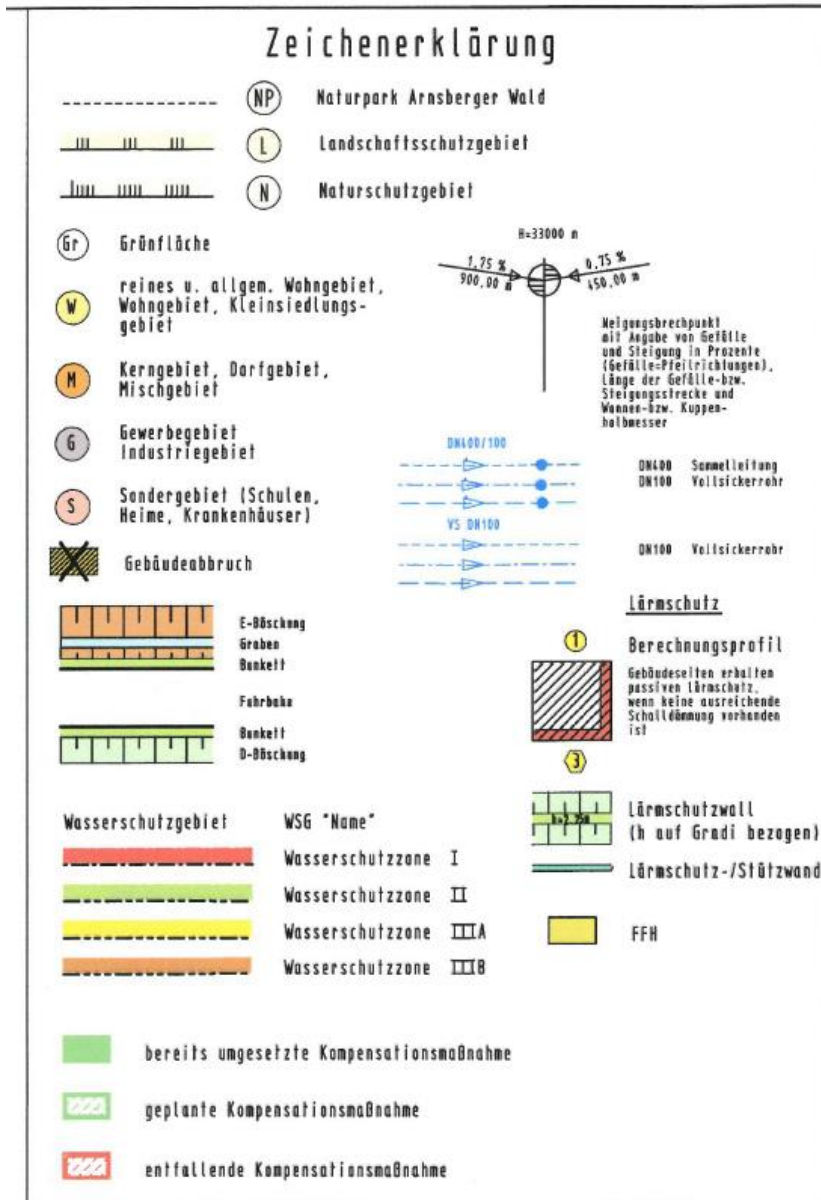 Zeichenerklärung
NP Naturpark Arnsberger Wald
L Landschaftsschutzgebiet
N Naturschutzgebiet
Gr Grünfläche
W reines u. allgem. Wohngebiet,
Wohngebiet, Kleinsiedlungs-
gebiet
M Kerngebiet, Dorfgebiet,
Mischgebiet
G Gewerbegebiet
Industriegebiet
S Sondergebiet (Schulen,
Heime, Krankenhäuser)
Gebäudeabbruch
H=33000 m
1,75 % 0,75 %
900,00 m 450,00 m
Neigungsbrechpunkt
mit Angabe von Gefälle
und Steigung in Prozente
(Gefälle=Pfeilrichtungen),
Länge der Gefälle-bzw.
Steigungsstrecke und
Wannen-bzw. Kuppen-
halbmesser
DN400/100
DN400 Sammelleitung
DN100 Vollsickerrohr
VS DN100
DN100 Vollsickerrohr
E-Böschung
Graben
Bankett
Fahrbahn
Bankett
D-Böschung
Lärmschutz
1 Berechnungsprofil
Gebäudeseiten erhalten
passiven Lärmschutz,
wenn keine ausreichende
Schalldämmung vorhanden
ist
3
h=2.25m
Lärmschutzwall
(h auf Gradi bezogen)
Lärmschutz-/Stützwand
FFH
Wasserschutzgebiet WSG "Name"
Wasserschutzzone I
Wasserschutzzone II
Wasserschutzzone IIIA
Wasserschutzzone IIIB
bereits umgesetzte Kompensationsmaßnahme
geplante Kompensationsmaßnahme
entfallende Kompensationsmaßnahme